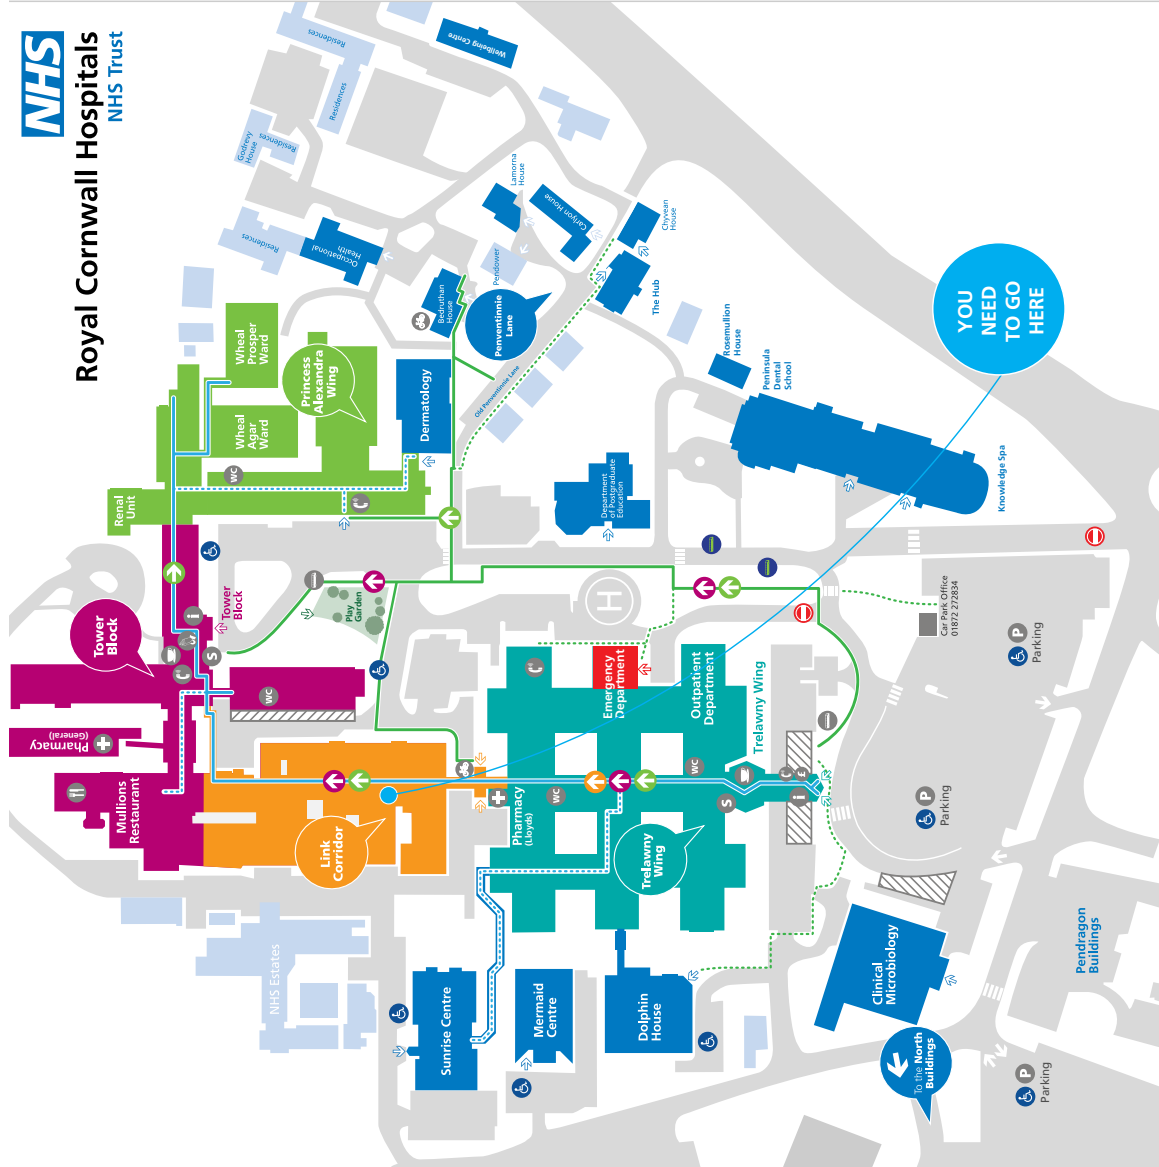 NHS
Royal Cornwall Hospitals
NHS Trust
Residences
Residences
Wellbeing Centre
Godrevy
House
Residences
Residences
Occupational
Health
Lamorna
House
Carlyon House
Chyvean
House
Pendower
Bedruthan
House
Penventinnie
Lane
The Hub
Old Penventinnie Lane
Rosemullion
House
Peninsula
Dental
School
Knowledge Spa
YOU
NEED
TO GO
HERE
Wheal
Prosper
Ward
Princess
Alexandra
Wing
Wheal
Agar
Ward
Dermatology
WC
Renal
Unit
Department
of Postgraduate
Education
Tower
Block
Tower
Block
i
S
WC
Play
Garden
H
Car Park Office
01872 272834
P
Parking
Pharmacy
(General)
Mullions
Restaurant
Link
Corridor
Emergency
Department
Outpatient
Department
Trelawny Wing
WC
WC
Pharmacy
(Lloyds)
S
£
i
Trelawny
Wing
P
Parking
NHS Estates
Sunrise Centre
Mermaid
Centre
Dolphin
House
Clinical
Microbiology
Pendragon
Buildings
To the North
Buildings
P
Parking